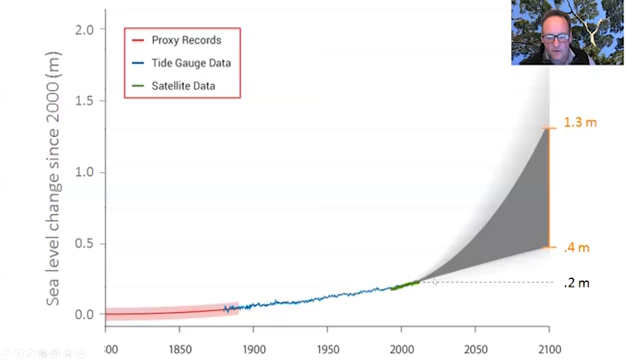 Sea level change since 2000 (m)
2.0
1.5
1.0
0.5
0.0
Proxy Records
Tide Gauge Data
Satellite Data
1.3 m
.4 m
.2 m
00 1850 1900 1950 2000 2050 2100